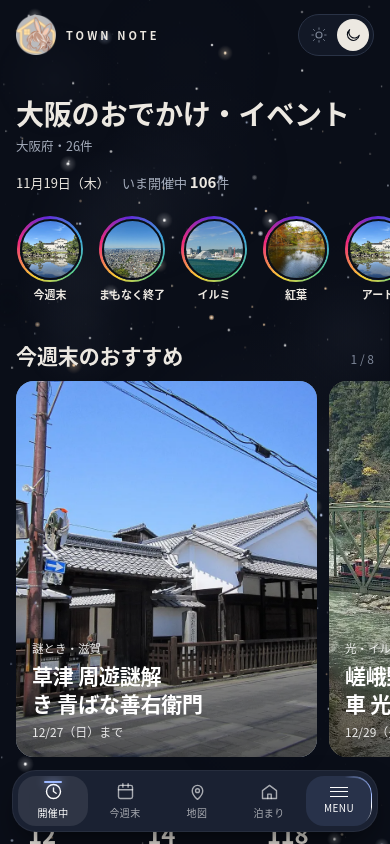 TOWN NOTE
大阪のおでかけ・イベント
大阪府・26件
11月19日（木） いま開催中 106件
今週末 まもなく終了 イルミ 紅葉 アート
今週末のおすすめ
1 / 8
謎とき・滋賀
草津 周遊謎解
き 青ばな善右衛門
12/27（日）まで
光・イル
嵯峨野
車 光
12/29（
開催中 今週末 地図 泊まり MENU
12 14 118